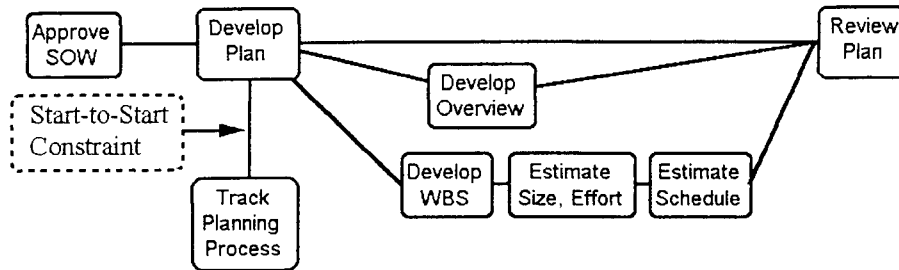 Approve
SOW
Develop
Plan
Review
Plan
Develop
Overview
Start-to-Start
Constraint
Develop
WBS
Estimate
Size, Effort
Estimate
Schedule
Track
Planning
Process